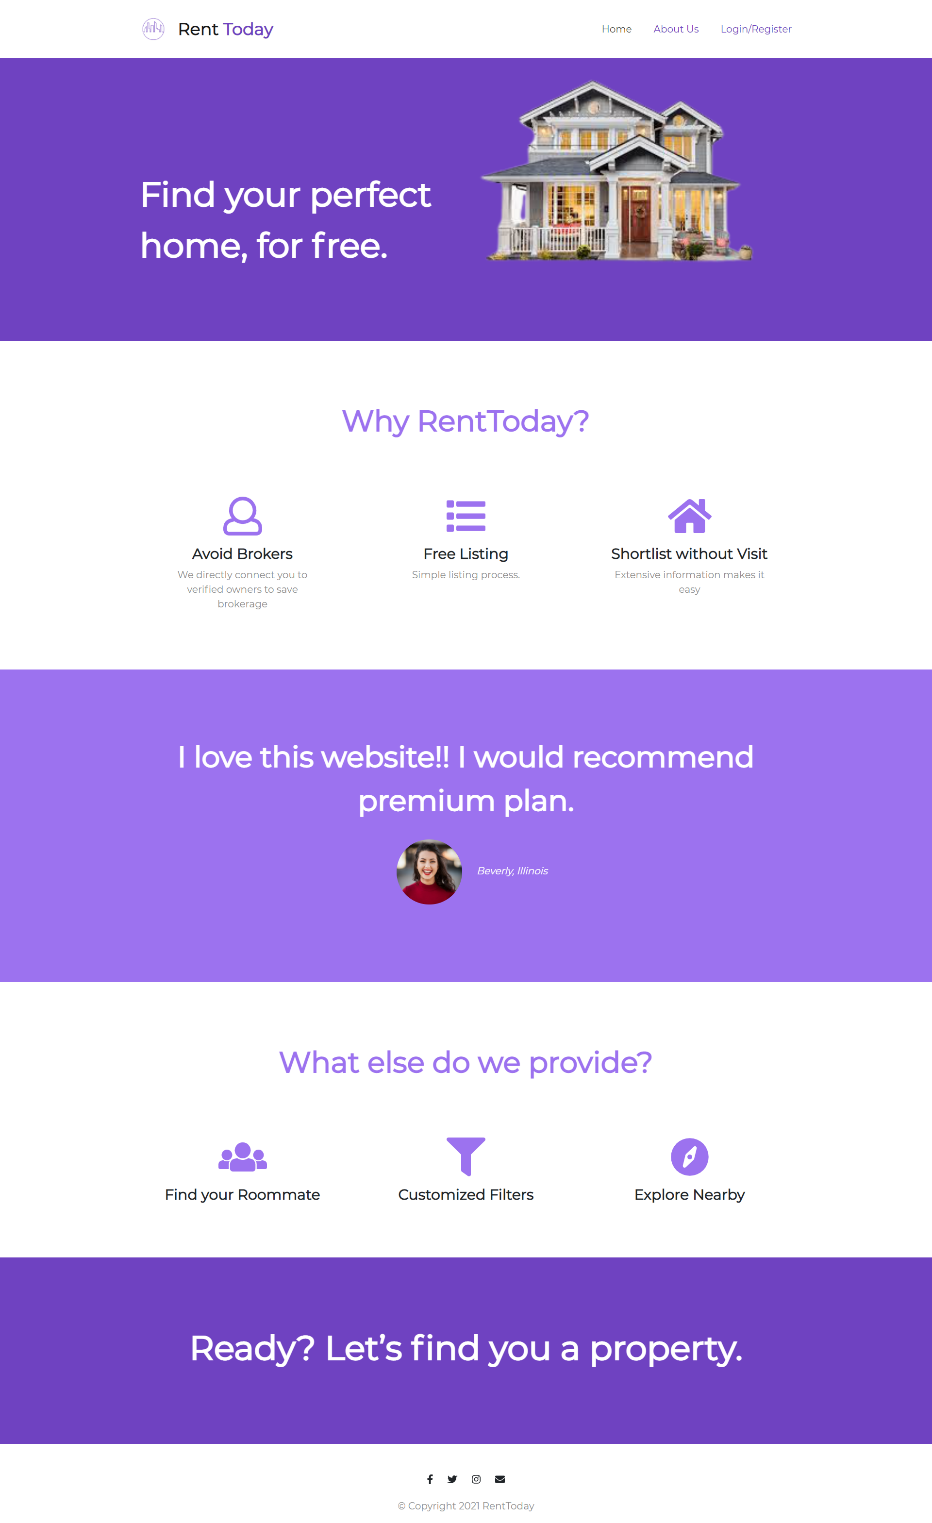 Rent Today
Home
About Us
Login/Register
Find your perfect
home, for free.
Why RentToday?
Avoid Brokers
We directly connect you to
verified owners to save
brokerage
Free Listing
Simple listing process.
Shortlist without Visit
Extensive information makes it
easy
I love this website!! I would recommend
premium plan.
Beverly, Illinois
What else do we provide?
Find your Roommate
Customized Filters
Explore Nearby
Ready? Let’s find you a property.
© Copyright 2021 RentToday